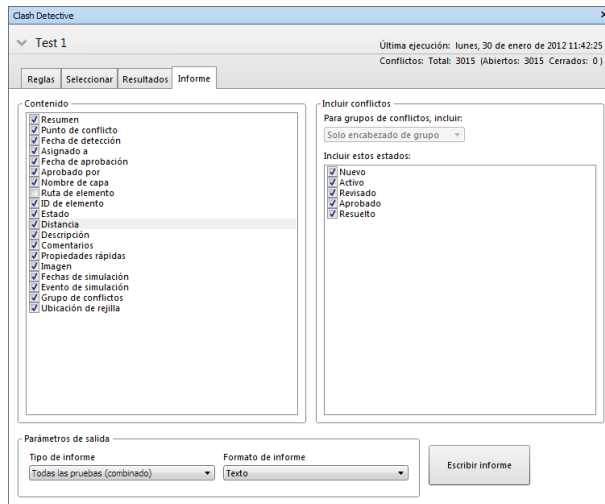 Clash Detective
Test 1
Última ejecución: lunes, 30 de enero de 2012 11:42:25
Conflictos: Total: 3015 (Abiertos: 3015 Cerrados: 0 )
Reglas Seleccionar Resultados Informe
Contenido
Resumen
Punto de conflicto
Fecha de detección
Asignado a
Fecha de aprobación
Aprobado por
Nombre de capa
Ruta de elemento
ID de elemento
Estado
Distancia
Descripción
Comentarios
Propiedades rápidas
Imagen
Fechas de simulación
Evento de simulación
Grupo de conflictos
Ubicación de rejilla
Incluir conflictos
Para grupos de conflictos, incluir:
Solo encabezado de grupo
Incluir estos estados:
Nuevo
Activo
Revisado
Aprobado
Resuelto
Parámetros de salida
Tipo de informe
Todas las pruebas (combinado)
Formato de informe
Texto
Escribir informe